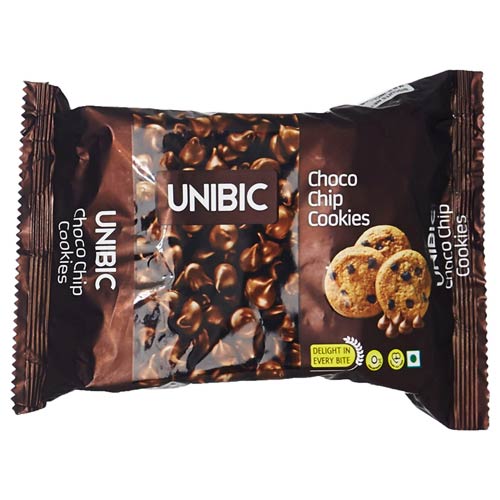 UNIBIC
Choco Chip
Cookies
UNIBIC
Choco
Chip
Cookies
DELIGHT IN
EVERY BITE
UNIBIC
Choco Chip
Cookies